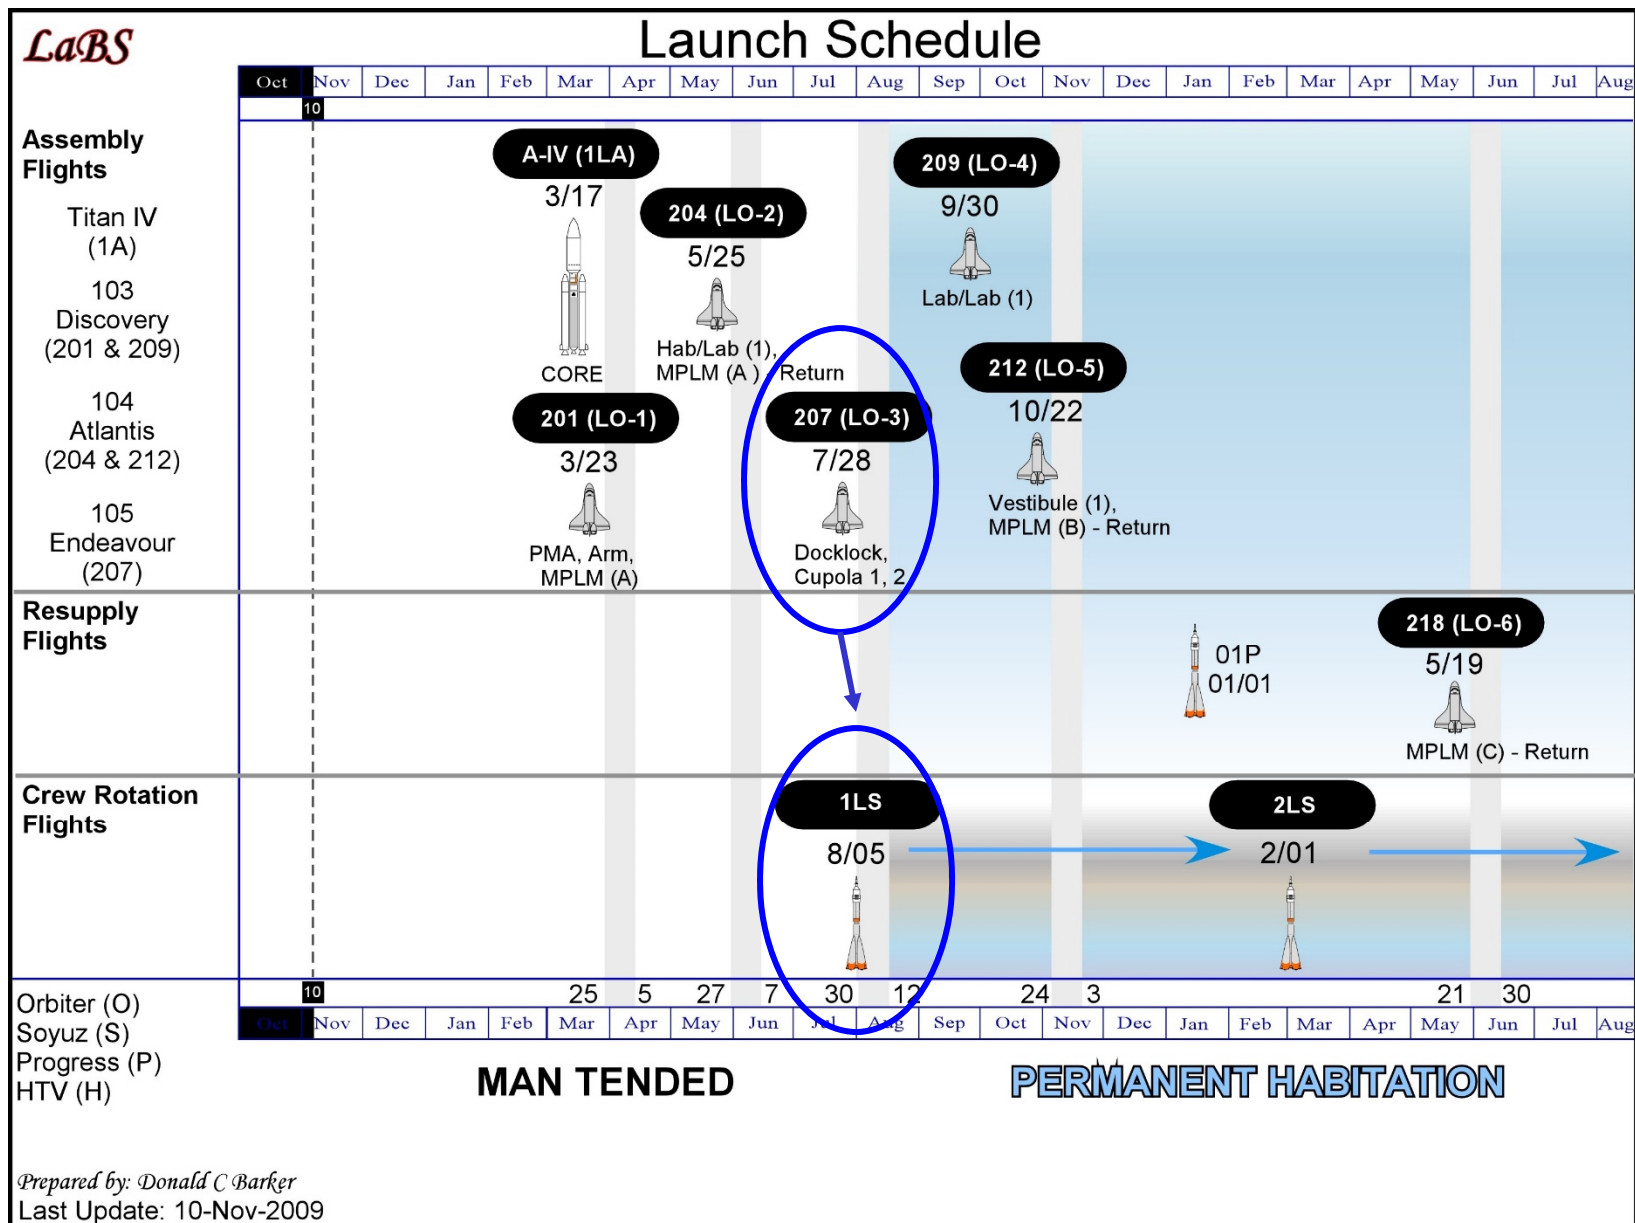 LaBS
Launch Schedule
Oct Nov Dec Jan Feb Mar Apr May Jun Jul Aug Sep Oct Nov Dec Jan Feb Mar Apr May Jun Jul Aug
10
Assembly
Flights
Titan IV
(1A)
103
Discovery
(201 & 209)
104
Atlantis
(204 & 212)
105
Endeavour
(207)
A-IV (1LA)
3/17
CORE
201 (LO-1)
3/23
PMA, Arm,
MPLM (A)
204 (LO-2)
5/25
Hab/Lab (1),
MPLM (A ) - Return
207 (LO-3)
7/28
Docklock,
Cupola 1, 2
209 (LO-4)
9/30
Lab/Lab (1)
212 (LO-5)
10/22
Vestibule (1),
MPLM (B) - Return
Resupply
Flights
01P
01/01
218 (LO-6)
5/19
MPLM (C) - Return
Crew Rotation
Flights
1LS
8/05
2LS
2/01
10 25 5 27 7 30 12 24 3 21 30
Oct Nov Dec Jan Feb Mar Apr May Jun Jul Aug Sep Oct Nov Dec Jan Feb Mar Apr May Jun Jul Aug
Orbiter (O)
Soyuz (S)
Progress (P)
HTV (H)
MAN TENDED
PERMANENT HABITATION
Prepared by: Donald C Barker
Last Update: 10-Nov-2009